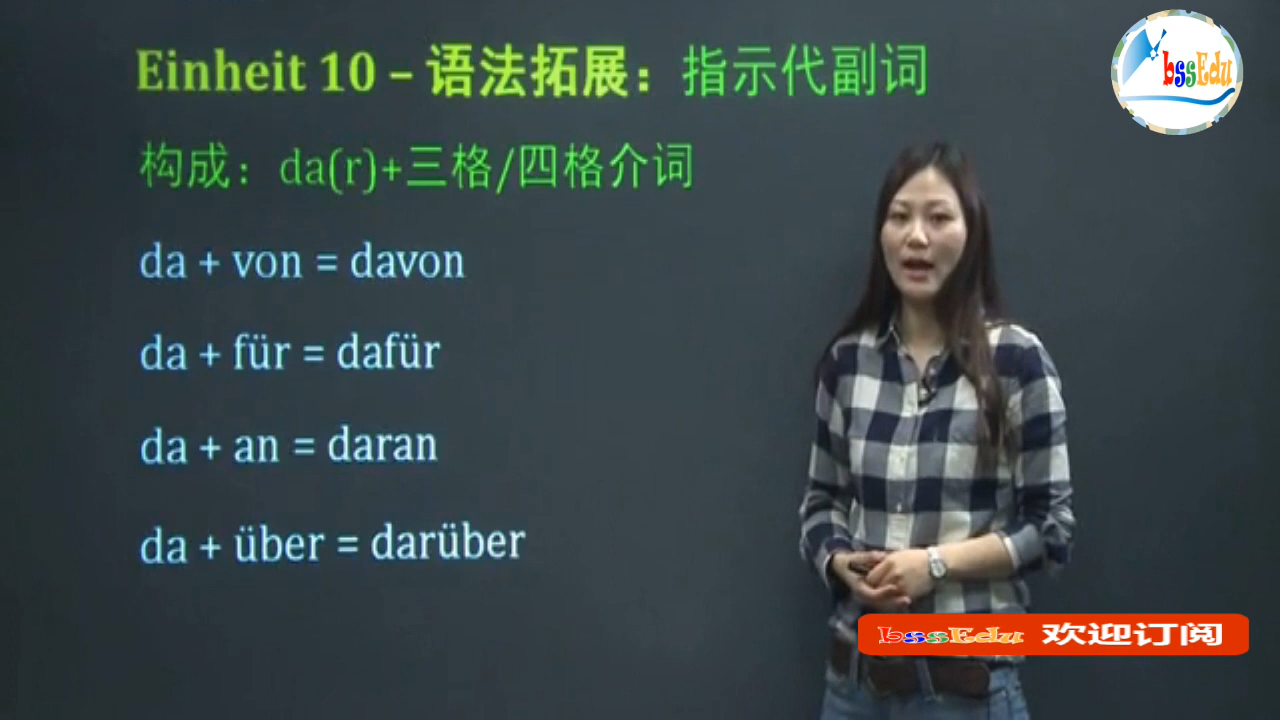 Einheit 10 – 语法拓展：指示代副词
构成：da(r)+三格/四格介词
da + von = davon
da + für = dafür
da + an = daran
da + über = darüber
bssEdu
bssEdu 欢迎订阅